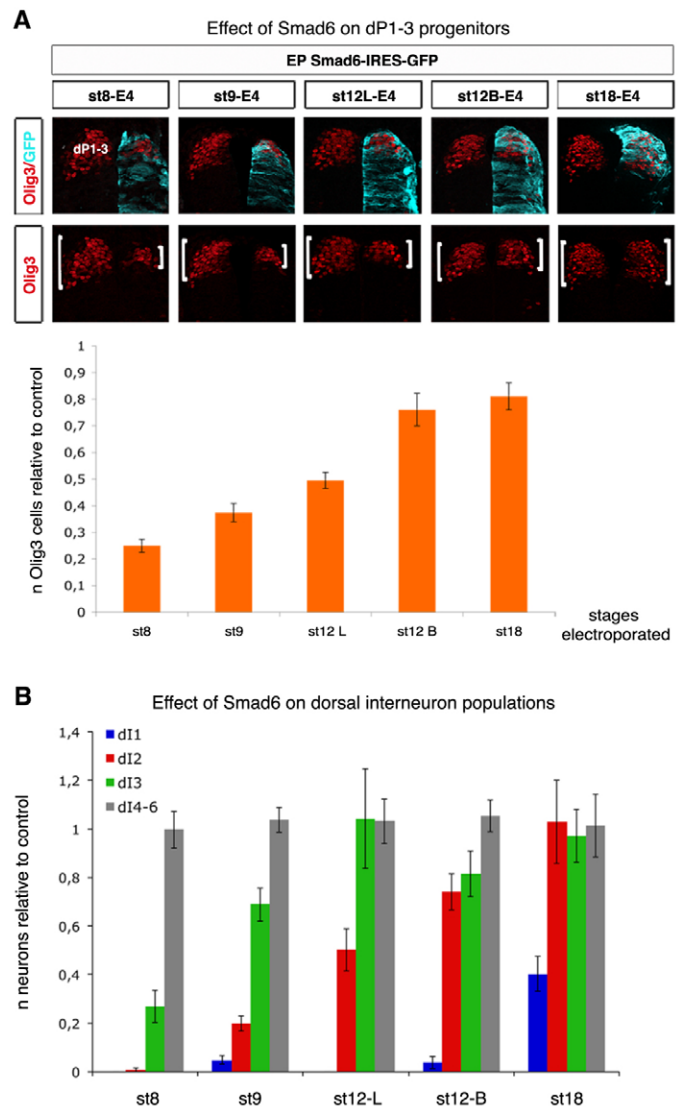 A
Effect of Smad6 on dP1-3 progenitors
EP Smad6-IRES-GFP
st8-E4 st9-E4 st12L-E4 st12B-E4 st18-E4
Olig3/GFP
dP1-3
Olig3
n Olig3 cells relative to control
1
0,9
0,8
0,7
0,6
0,5
0,4
0,3
0,2
0,1
0
st8 st9 st12 L st12 B st18
stages
electroporated
B
Effect of Smad6 on dorsal interneuron populations
n neurons relative to control
1,4
1,2
1
0,8
0,6
0,4
0,2
0
dI1
dI2
dI3
dI4-6
st8 st9 st12-L st12-B st18